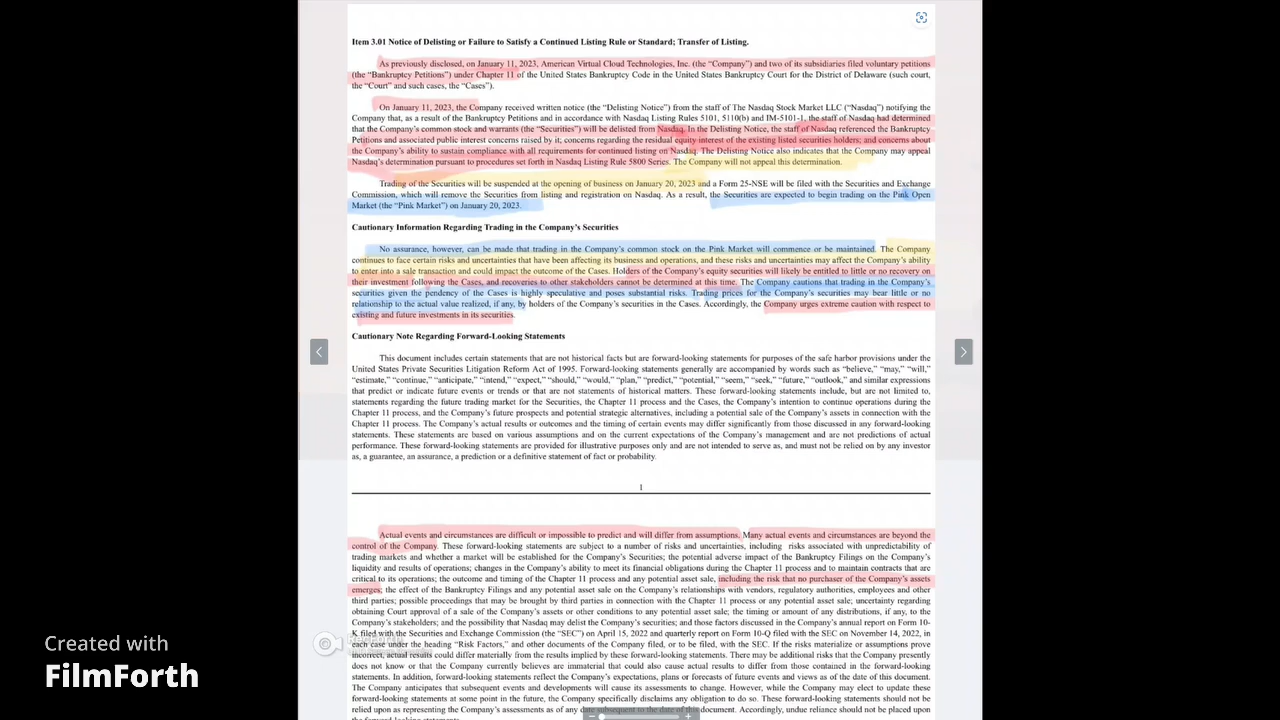 Item 3.01 Notice of Delisting or Failure to Satisfy a Continued Listing Rule or Standard; Transfer of Listing.
As previously disclosed, on January 11, 2023, American Virtual Cloud Technologies, Inc. (the “Company”) and two of its subsidiaries filed voluntary petitions
(the “Bankruptcy Petitions”) under Chapter 11 of the United States Bankruptcy Code in the United States Bankruptcy Court for the District of Delaware (such court,
the “Court” and such cases, the “Cases”).
On January 11, 2023, the Company received written notice (the “Delisting Notice”) from the staff of The Nasdaq Stock Market LLC (“Nasdaq”) notifying the
Company that, as a result of the Bankruptcy Petitions and in accordance with Nasdaq Listing Rules 5101, 5110(b) and IM-5101-1, the staff of Nasdaq had determined
that the Company’s common stock and warrants (the “Securities”) will be delisted from Nasdaq. In the Delisting Notice, the staff of Nasdaq referenced the Bankruptcy
Petitions and associated public interest concerns raised by it; concerns regarding the residual equity interest of the existing listed securities holders; and concerns about
the Company’s ability to sustain compliance with all requirements for continued listing on Nasdaq. The Delisting Notice also indicates that the Company may appeal
Nasdaq’s determination pursuant to procedures set forth in Nasdaq Listing Rule 5800 Series. The Company will not appeal this determination.
Trading of the Securities will be suspended at the opening of business on January 20, 2023 and a Form 25-NSE will be filed with the Securities and Exchange
Commission, which will remove the Securities from listing and registration on Nasdaq. As a result, the Securities are expected to begin trading on the Pink Open
Market (the “Pink Market”) on January 20, 2023.
Cautionary Information Regarding Trading in the Company’s Securities
No assurance, however, can be made that trading in the Company’s common stock on the Pink Market will commence or be maintained. The Company
continues to face certain risks and uncertainties that have been affecting its business and operations, and these risks and uncertainties may affect the Company’s ability
to enter into a sale transaction and could impact the outcome of the Cases. Holders of the Company’s equity securities will likely be entitled to little or no recovery on
their investment following the Cases, and recoveries to other stakeholders cannot be determined at this time. The Company cautions that trading in the Company’s
securities given the pendency of the Cases is highly speculative and poses substantial risks. Trading prices for the Company’s securities may bear little or no
relationship to the actual value realized, if any, by holders of the Company’s securities in the Cases. Accordingly, the Company urges extreme caution with respect to
existing and future investments in its securities.
Cautionary Note Regarding Forward-Looking Statements
This document includes certain statements that are not historical facts but are forward-looking statements for purposes of the safe harbor provisions under the
United States Private Securities Litigation Reform Act of 1995. Forward-looking statements generally are accompanied by words such as “believe,” “may,” “will,”
“estimate,” “continue,” “anticipate,” “intend,” “expect,” “should,” “would,” “plan,” “predict,” “potential,” “seem,” “seek,” “future,” “outlook,” and similar expressions
that predict or indicate future events or trends or that are not statements of historical matters. These forward-looking statements include, but are not limited to,
statements regarding the future trading market for the Securities, the Chapter 11 process and the Cases, the Company’s intention to continue operations during the
Chapter 11 process, and the Company’s future prospects and potential strategic alternatives, including a potential sale of the Company’s assets in connection with the
Chapter 11 process. The Company’s actual results or outcomes and the timing of certain events may differ significantly from those discussed in any forward-looking
statements. These statements are based on various assumptions and on the current expectations of the Company’s management and are not predictions of actual
performance. These forward-looking statements are provided for illustrative purposes only and are not intended to serve as, and must not be relied on by any investor
as, a guarantee, an assurance, a prediction or a definitive statement of fact or probability.
1
Actual events and circumstances are difficult or impossible to predict and will differ from assumptions. Many actual events and circumstances are beyond the
control of the Company. These forward-looking statements are subject to a number of risks and uncertainties, including risks associated with unpredictability of
trading markets and whether a market will be established for the Company’s Securities; the potential adverse impact of the Bankruptcy Filings on the Company’s
liquidity and results of operations; changes in the Company’s ability to meet its financial obligations during the Chapter 11 process and to maintain contracts that are
critical to its operations; the outcome and timing of the Chapter 11 process and any potential asset sale, including the risk that no purchaser of the Company’s assets
emerges; the effect of the Bankruptcy Filings and any potential asset sale on the Company’s relationships with vendors, regulatory authorities, employees and other
third parties; possible proceedings that may be brought by third parties in connection with the Chapter 11 process or any potential asset sale; uncertainty regarding
obtaining Court approval of a sale of the Company’s assets or other conditions to any potential asset sale; the timing or amount of any distributions, if any, to the
Company’s stakeholders; and the possibility that Nasdaq may delist the Company’s securities; and those factors discussed in the Company’s annual report on Form 10-
K filed with the Securities and Exchange Commission (the “SEC”) on April 15, 2022 and quarterly report on Form 10-Q filed with the SEC on November 14, 2022, in
each case under the heading “Risk Factors,” and other documents of the Company filed, or to be filed, with the SEC. If the risks materialize or assumptions prove
incorrect, actual results could differ materially from the results implied by these forward-looking statements. There may be additional risks that the Company presently
does not know or that the Company currently believes are immaterial that could also cause actual results to differ from those contained in the forward-looking
statements. In addition, forward-looking statements reflect the Company’s expectations, plans or forecasts of future events and views as of the date of this document.
The Company anticipates that subsequent events and developments will cause its assessments to change. However, while the Company may elect to update these
forward-looking statements at some point in the future, the Company specifically disclaims any obligation to do so. These forward-looking statements should not be
relied upon as representing the Company’s assessments as of any date subsequent to the date of this document. Accordingly, undue reliance should not be placed upon
the forward-looking statements.
Created with
FilmForth